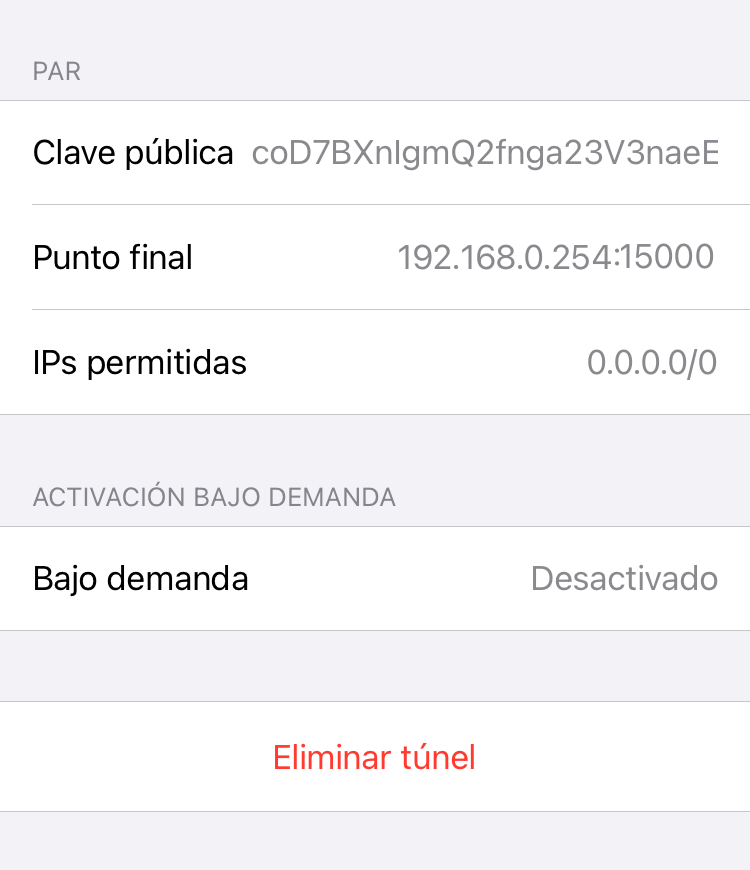 PAR
Clave pública coD7BXnIgmQ2fnga23V3naeE
Punto final 192.168.0.254:15000
IPs permitidas 0.0.0.0/0
ACTIVACIÓN BAJO DEMANDA
Bajo demanda Desactivado
Eliminar túnel